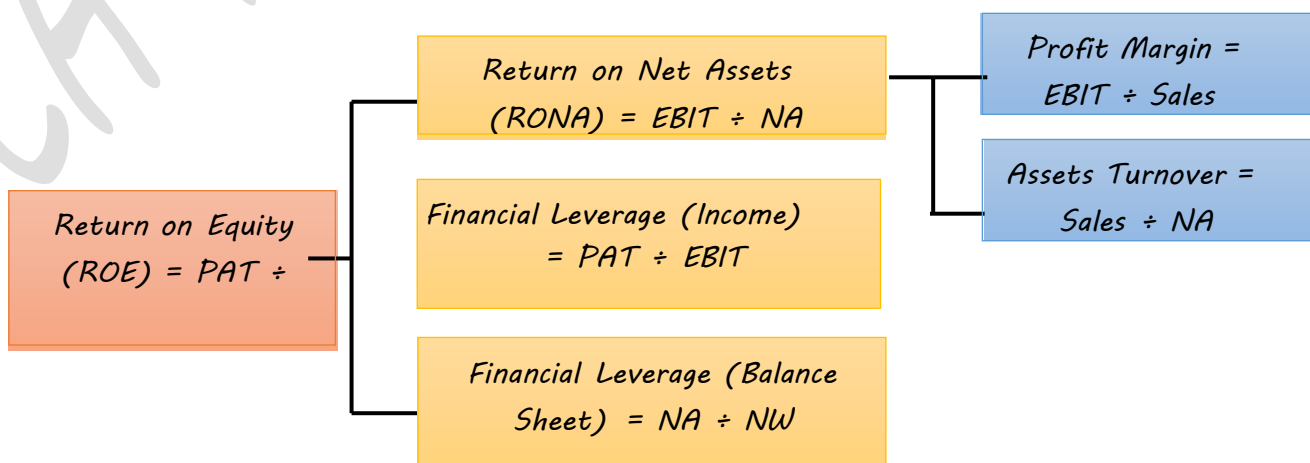 Return on Equity
(ROE) = PAT ÷
Return on Net Assets
(RONA) = EBIT ÷ NA
Profit Margin =
EBIT ÷ Sales
Assets Turnover =
Sales ÷ NA
Financial Leverage (Income)
= PAT ÷ EBIT
Financial Leverage (Balance
Sheet) = NA ÷ NW